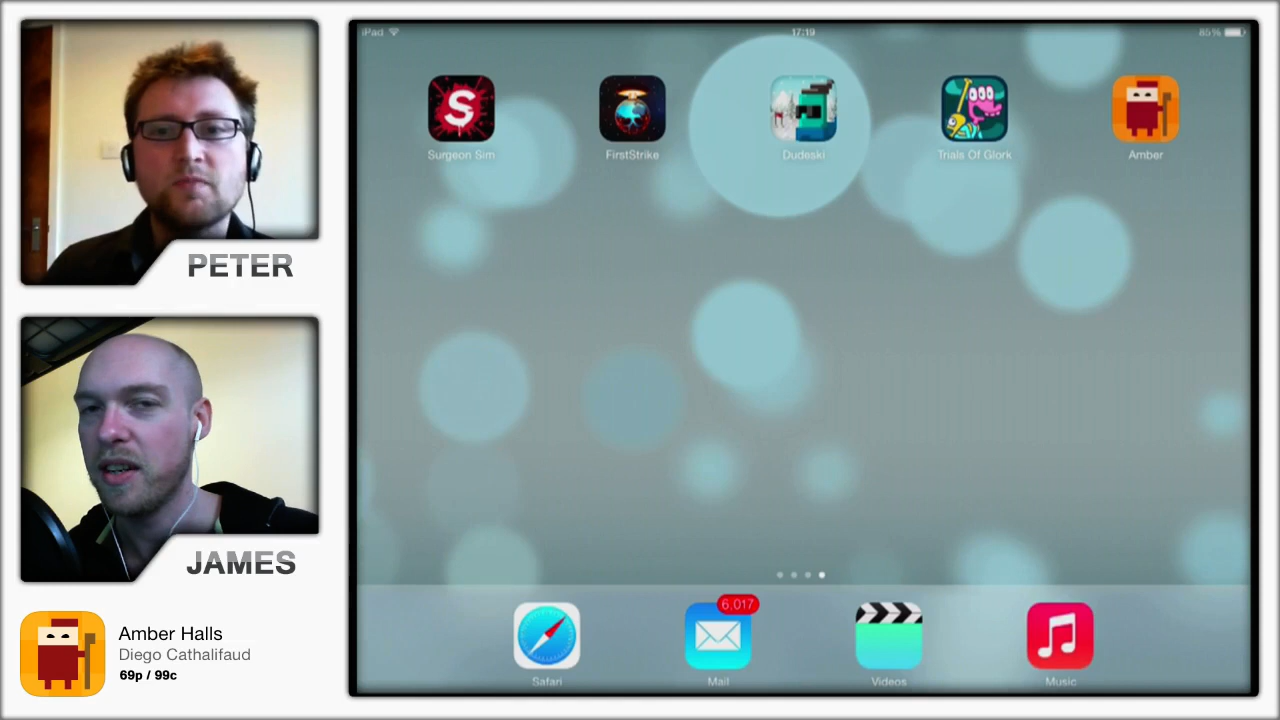 PETER
JAMES
Amber Halls
Diego Cathalifaud
69p / 99c
iPad 17:19 85%
S
Surgeon Sim FirstStrike Dudeski Trials Of Glork Amber
6,017
Safari Mail Videos Music